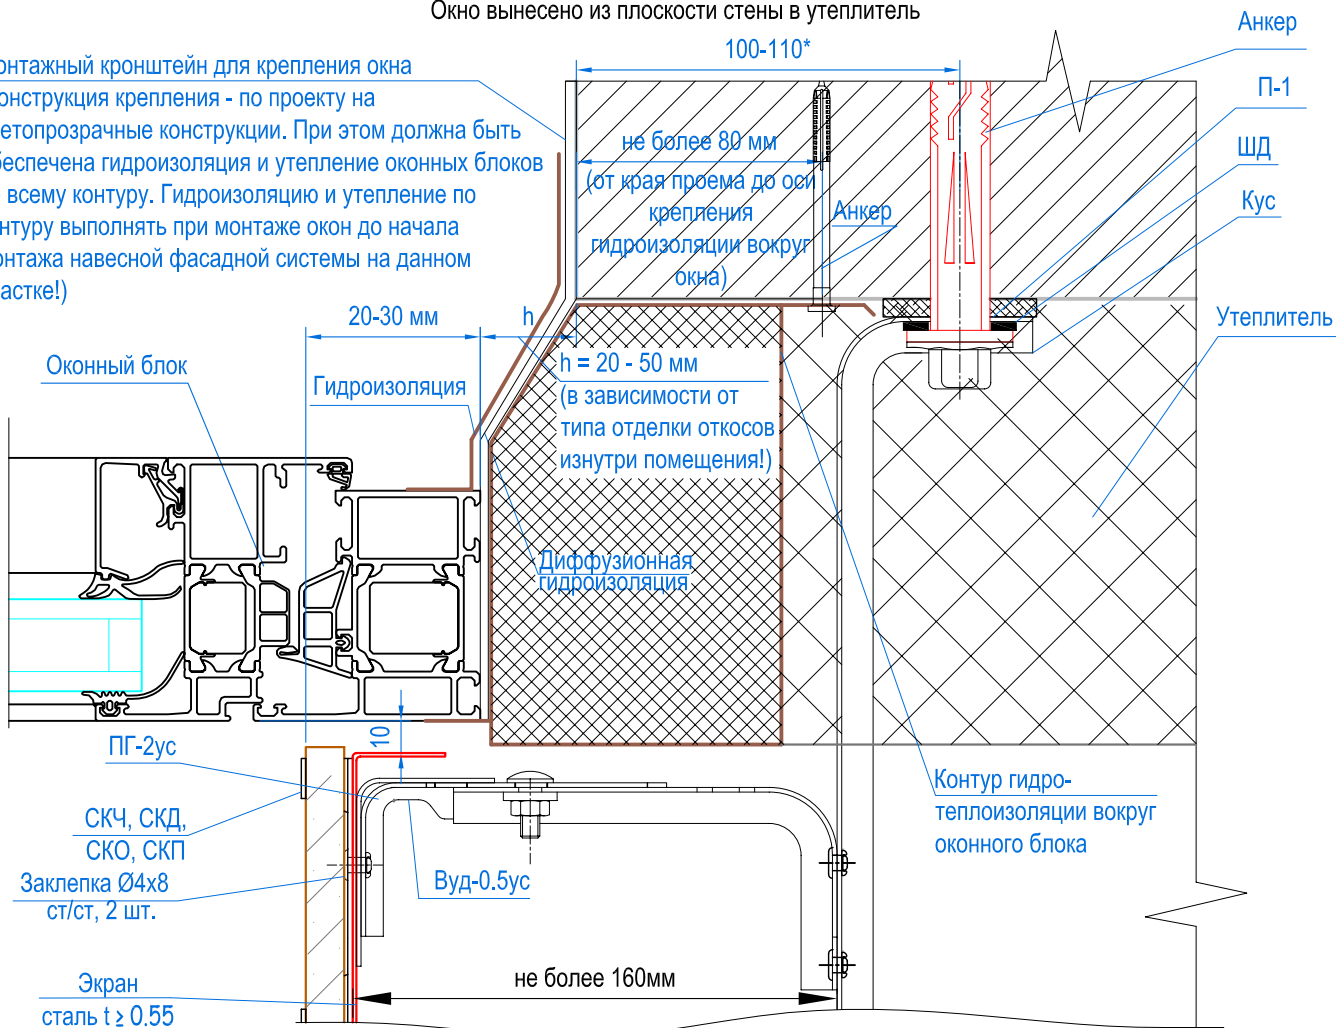 Окно вынесено из плоскости стены в утеплитель
онтажный кронштейн для крепления окна
онструкция крепления - по проекту на
етопрозрачные конструкции. При этом должна быть
беспечена гидроизоляция и утепление оконных блоков
всему контуру. Гидроизоляцию и утепление по
нтуру выполнять при монтаже окон до начала
онтажа навесной фасадной системы на данном
астке!)
100-110*
Анкер
П-1
ШД
Кус
Утеплитель
не более 80 мм
(от края проема до оси
крепления
гидроизоляции вокруг
окна)
Анкер
20-30 мм
h
Оконный блок
Гидроизоляция
h = 20 - 50 мм
(в зависимости от
типа отделки откосов
изнутри помещения!)
Диффузионная
гидроизоляция
10
ПГ-2ус
СКЧ, СКД,
СКО, СКП
Заклепка Ø4х8
ст/ст, 2 шт.
Вуд-0.5ус
Контур гидро-
теплоизоляции вокруг
оконного блока
Экран
сталь t ≥ 0.55
не более 160мм